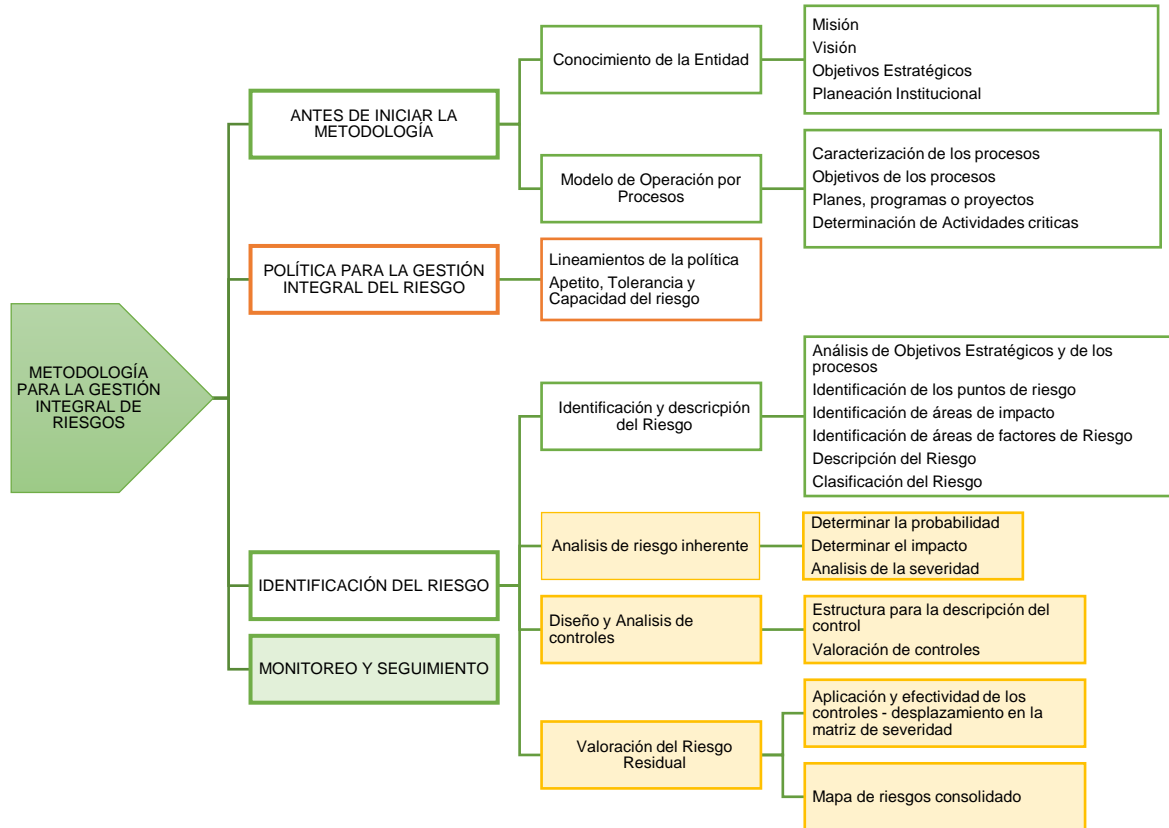 METODOLOGÍA
PARA LA GESTIÓN
INTEGRAL DE
RIESGOS
ANTES DE INICIAR LA
METODOLOGÍA
Conocimiento de la Entidad
Misión
Visión
Objetivos Estratégicos
Planeación Institucional
Modelo de Operación por
Procesos
Caracterización de los procesos
Objetivos de los procesos
Planes, programas o proyectos
Determinación de Actividades criticas
POLÍTICA PARA LA GESTIÓN
INTEGRAL DEL RIESGO
Lineamientos de la política
Apetito, Tolerancia y
Capacidad del riesgo
IDENTIFICACIÓN DEL RIESGO
Identificación y descricpión
del Riesgo
Análisis de Objetivos Estratégicos y de los
procesos
Identificación de los puntos de riesgo
Identificación de áreas de impacto
Identificación de áreas de factores de Riesgo
Descripción del Riesgo
Clasificación del Riesgo
Analisis de riesgo inherente
Determinar la probabilidad
Determinar el impacto
Analisis de la severidad
Diseño y Analisis de
controles
Estructura para la descripción del
control
Valoración de controles
Valoración del Riesgo
Residual
Aplicación y efectividad de los
controles - desplazamiento en la
matriz de severidad
Mapa de riesgos consolidado
MONITOREO Y SEGUIMIENTO